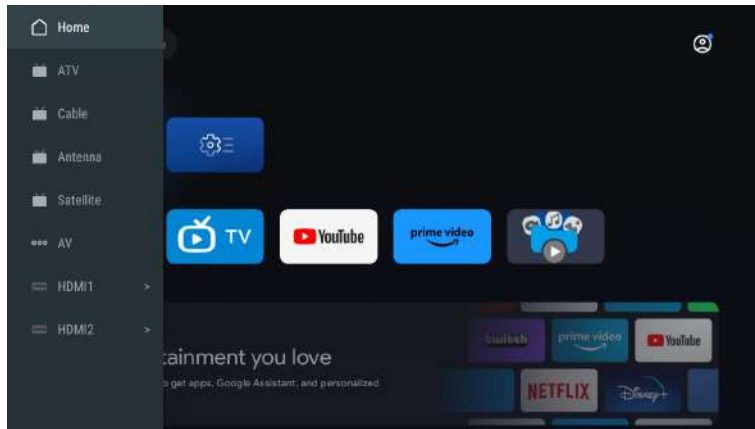 Home
ATV
Cable
Antenna
Satellite
AV
HDMI1 >
HDMI2 >
TV
YouTube
prime video
tainment you love
get apps, Google Assistant, and personalized
twitch
prime video
YouTube
NETFLIX
Disney+